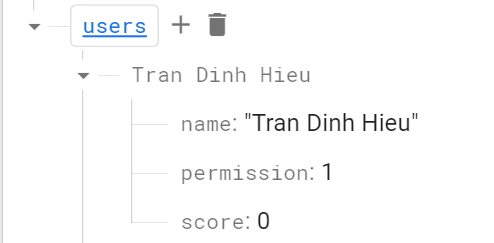 users
Tran Dinh Hieu
name: "Tran Dinh Hieu"
permission: 1
score: 0